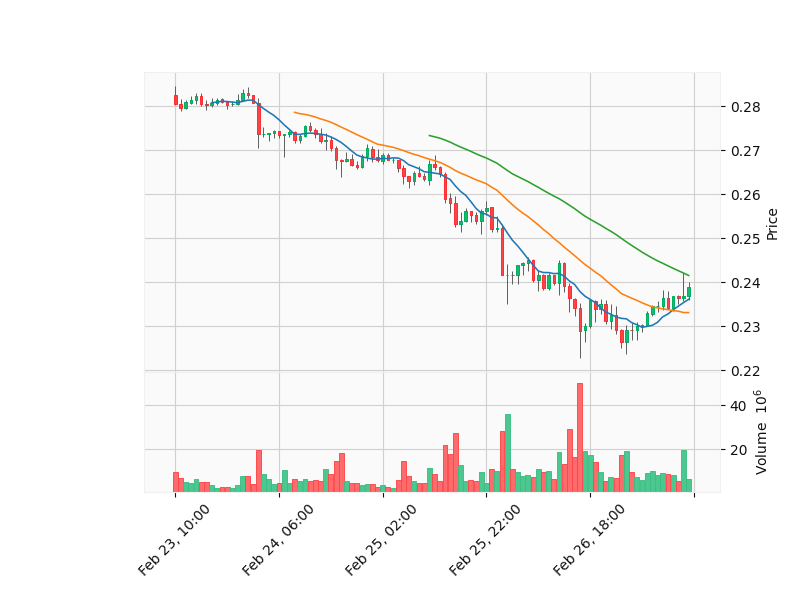 0.28
0.27
0.26
0.25
0.24
0.23
0.22
Price
40
20
Volume 10^6
Feb 23, 10:00
Feb 24, 06:00
Feb 25, 02:00
Feb 25, 22:00
Feb 26, 18:00